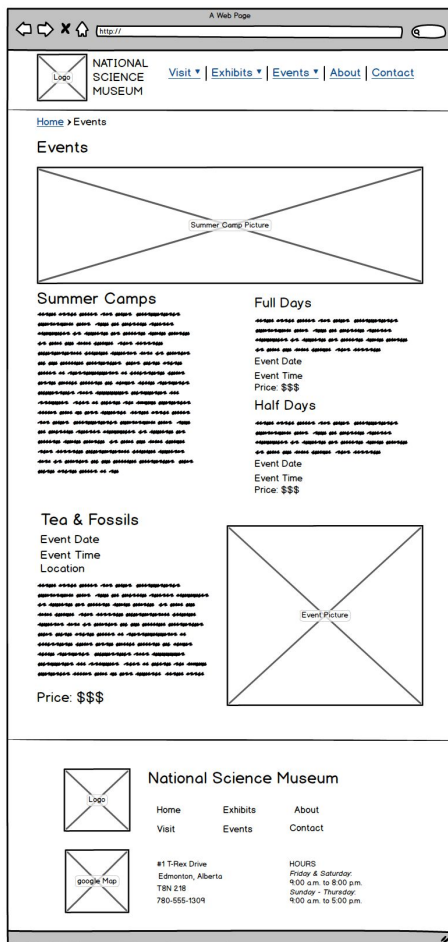 A Web Page
http://
Logo
NATIONAL
SCIENCE
MUSEUM
Visit ▼ | Exhibits ▼ | Events ▼ | About | Contact
Home > Events
Events
Summer Camp Picture
Summer Camps
Full Days
Event Date
Event Time
Price: $$$
Half Days
Event Date
Event Time
Price: $$$
Tea & Fossils
Event Date
Event Time
Location
Event Picture
Price: $$$
Logo
National Science Museum
Home Exhibits About
Visit Events Contact
google Map
#1 T-Rex Drive
Edmonton, Alberta
T8N 218
780-555-1309
HOURS
Friday & Saturday:
9:00 a.m. to 8:00 p.m.
Sunday - Thursday:
9:00 a.m. to 5:00 p.m.